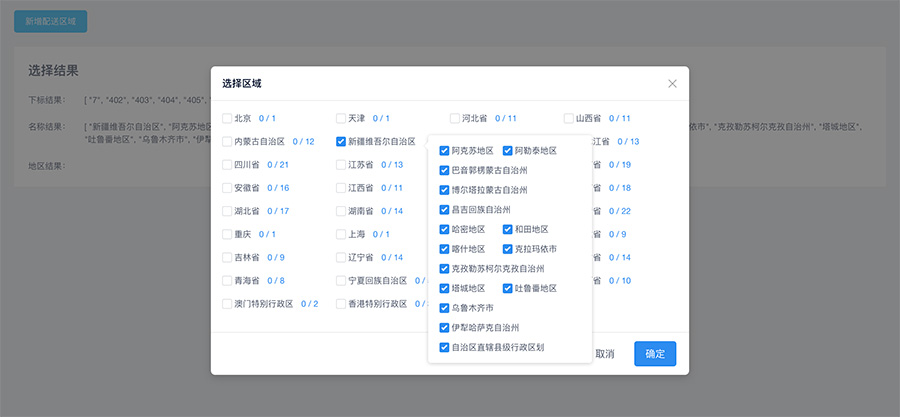 新增配送区域
选择结果
下标结果： [ "7", "402", "403", "404", "405",
名称结果： [ "新疆维吾尔自治区", "阿克苏地区 依市", "克孜勒苏柯尔克孜自治州", "塔城地区",
"吐鲁番地区", "乌鲁木齐市", "伊犁
地区结果：
选择区域
北京 0 / 1 天津 0 / 1 河北省 0 / 11 山西省 0 / 11
内蒙古自治区 0 / 12 新疆维吾尔自治区 江省 0 / 13
四川省 0 / 21 江苏省 0 / 13 省 0 / 19
安徽省 0 / 16 江西省 0 / 11 省 0 / 18
湖北省 0 / 17 湖南省 0 / 14 省 0 / 22
重庆 0 / 1 上海 0 / 1 省 0 / 9
吉林省 0 / 9 辽宁省 0 / 14 省 0 / 14
青海省 0 / 8 宁夏回族自治区 0 / 省 0 / 10
澳门特别行政区 0 / 2 香港特别行政区 0 /
阿克苏地区 阿勒泰地区
巴音郭楞蒙古自治州
博尔塔拉蒙古自治州
昌吉回族自治州
哈密地区 和田地区
喀什地区 克拉玛依市
克孜勒苏柯尔克孜自治州
塔城地区 吐鲁番地区
乌鲁木齐市
伊犁哈萨克自治州
自治区直辖县级行政区划
取消 确定